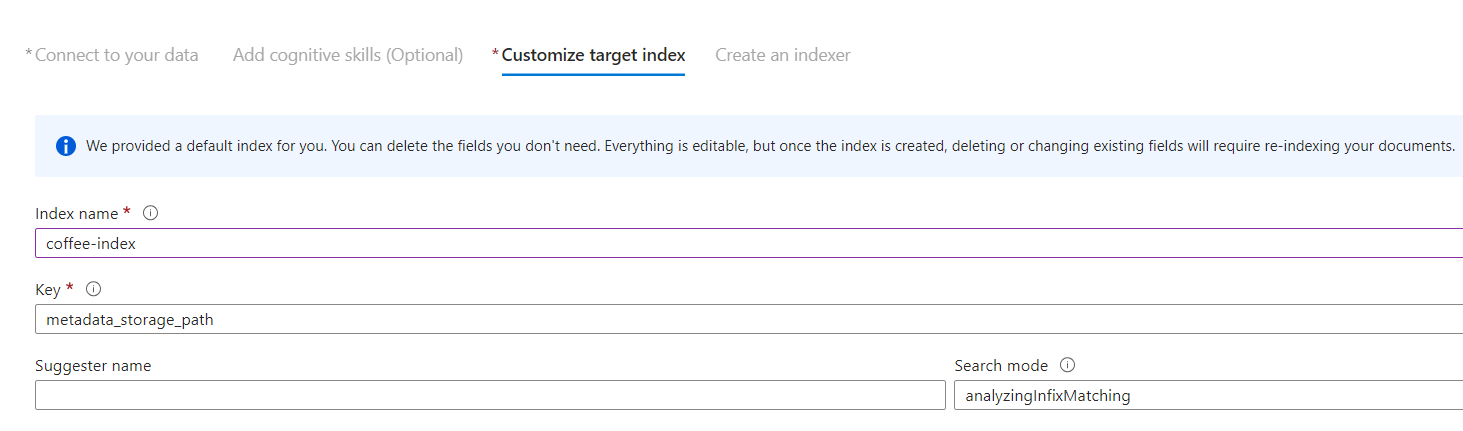 * Connect to your data Add cognitive skills (Optional) * Customize target index Create an indexer
We provided a default index for you. You can delete the fields you don't need. Everything is editable, but once the index is created, deleting or changing existing fields will require re-indexing your documents.
Index name *
coffee-index
Key *
metadata_storage_path
Suggester name Search mode
analyzingInfixMatching